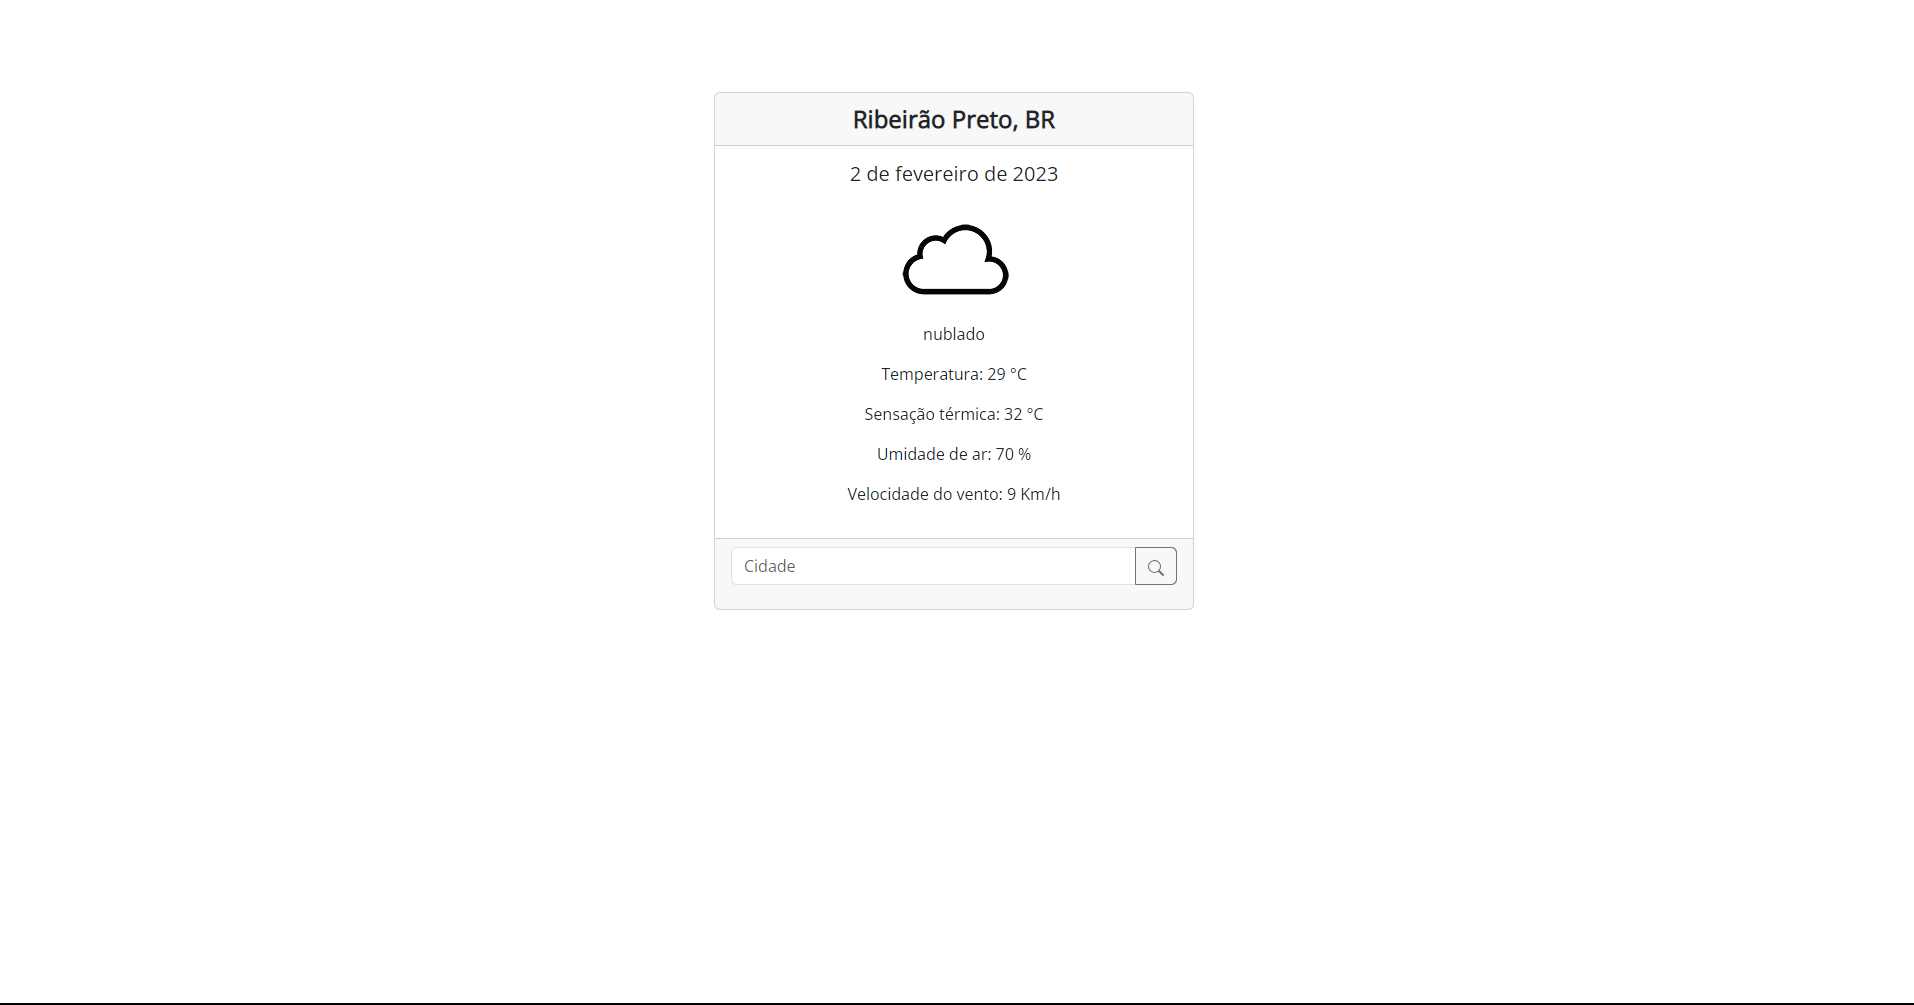 Ribeirão Preto, BR
2 de fevereiro de 2023
nublado
Temperatura: 29 °C
Sensação térmica: 32 °C
Umidade de ar: 70 %
Velocidade do vento: 9 Km/h
Cidade